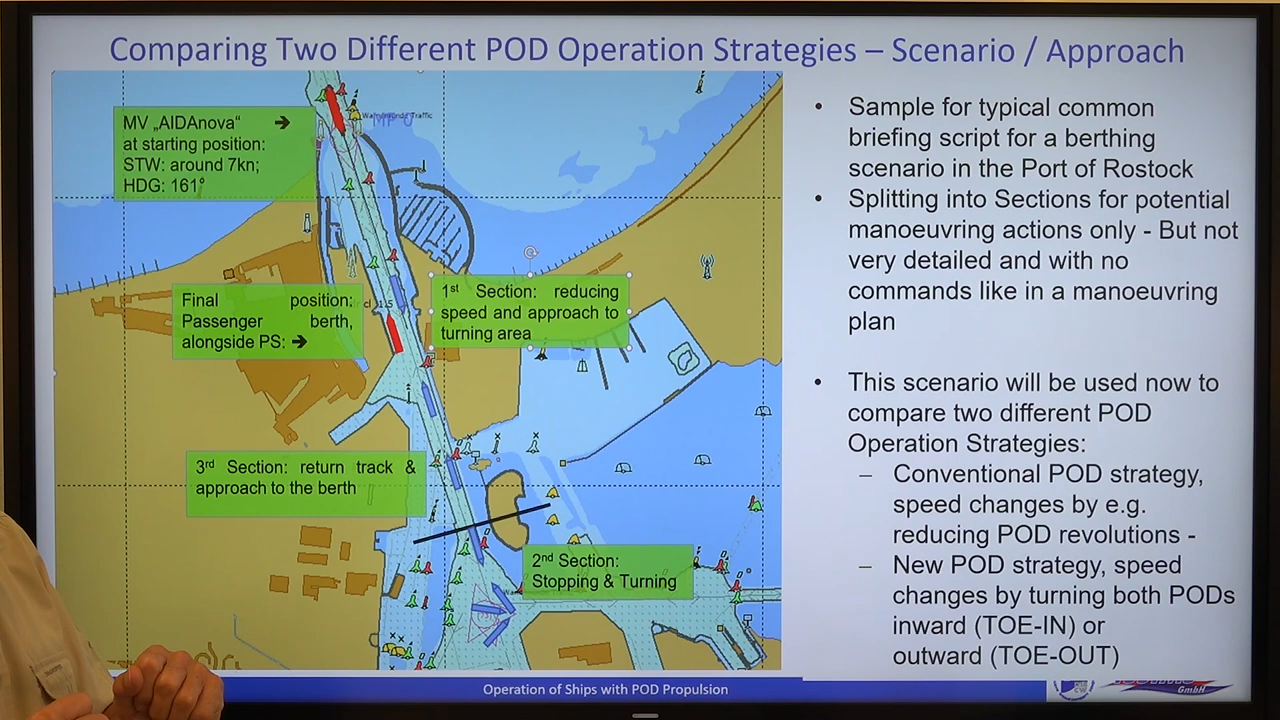 Comparing Two Different POD Operation Strategies – Scenario / Approach
MV „AIDAnova“ ➔
at starting position:
STW: around 7kn;
HDG: 161°
Final position:
Passenger berth,
alongside PS: ➔
1st Section: reducing
speed and approach to
turning area
3rd Section: return track &
approach to the berth
2nd Section:
Stopping & Turning
• Sample for typical common
briefing script for a berthing
scenario in the Port of Rostock
• Splitting into Sections for potential
manoeuvring actions only - But not
very detailed and with no
commands like in a manoeuvring
plan
• This scenario will be used now to
compare two different POD
Operation Strategies:
– Conventional POD strategy,
speed changes by e.g.
reducing POD revolutions -
– New POD strategy, speed
changes by turning both PODs
inward (TOE-IN) or
outward (TOE-OUT)
Operation of Ships with POD Propulsion
GmbH